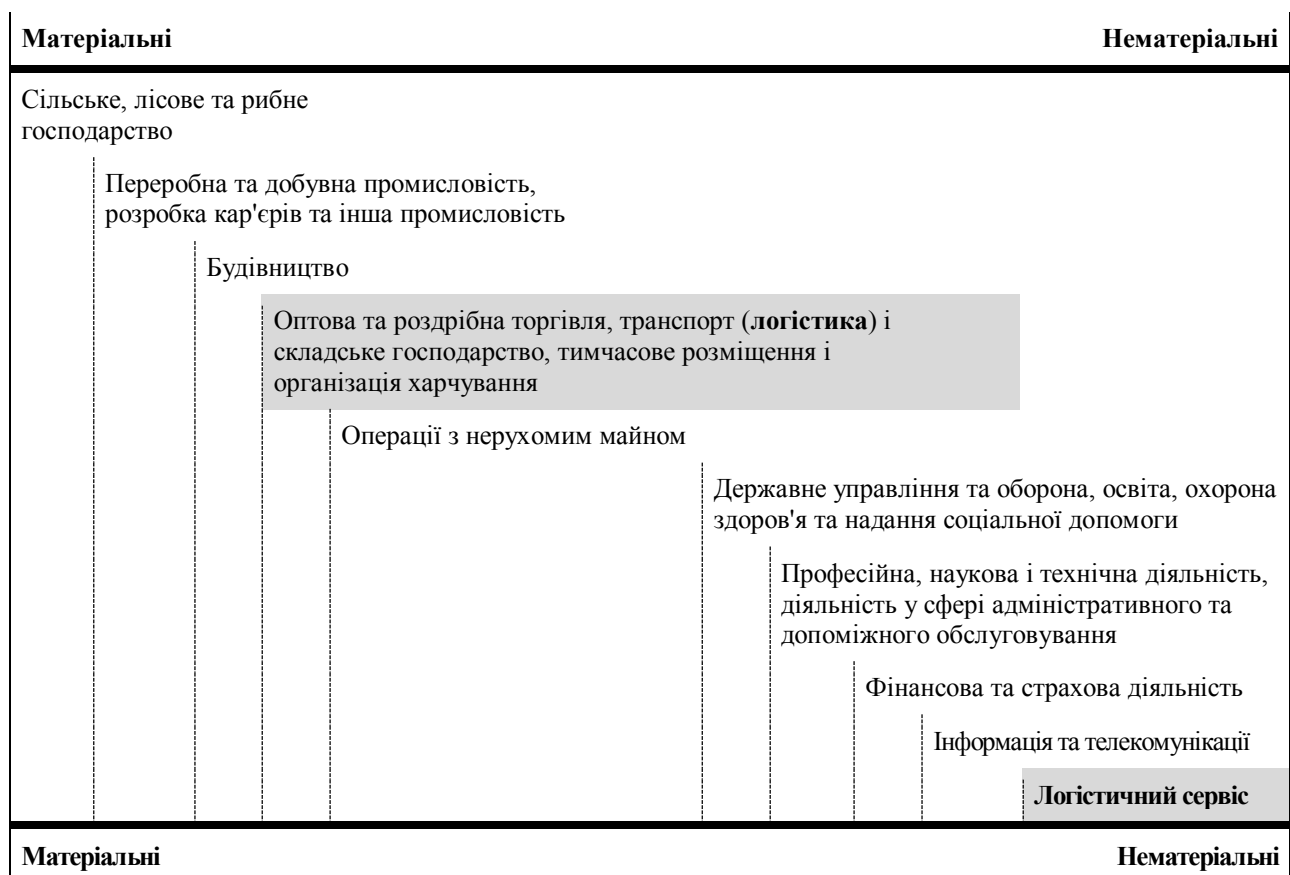 Матеріальні Нематеріальні
Сільське, лісове та рибне
господарство
Переробна та добувна промисловість,
розробка кар'єрів та інша промисловість
Будівництво
Оптова та роздрібна торгівля, транспорт (логістика) і
складське господарство, тимчасове розміщення і
організація харчування
Операції з нерухомим майном
Державне управління та оборона, освіта, охорона
здоров'я та надання соціальної допомоги
Професійна, наукова і технічна діяльність,
діяльність у сфері адміністративного та
допоміжного обслуговування
Фінансова та страхова діяльність
Інформація та телекомунікації
Логістичний сервіс
Матеріальні Нематеріальні